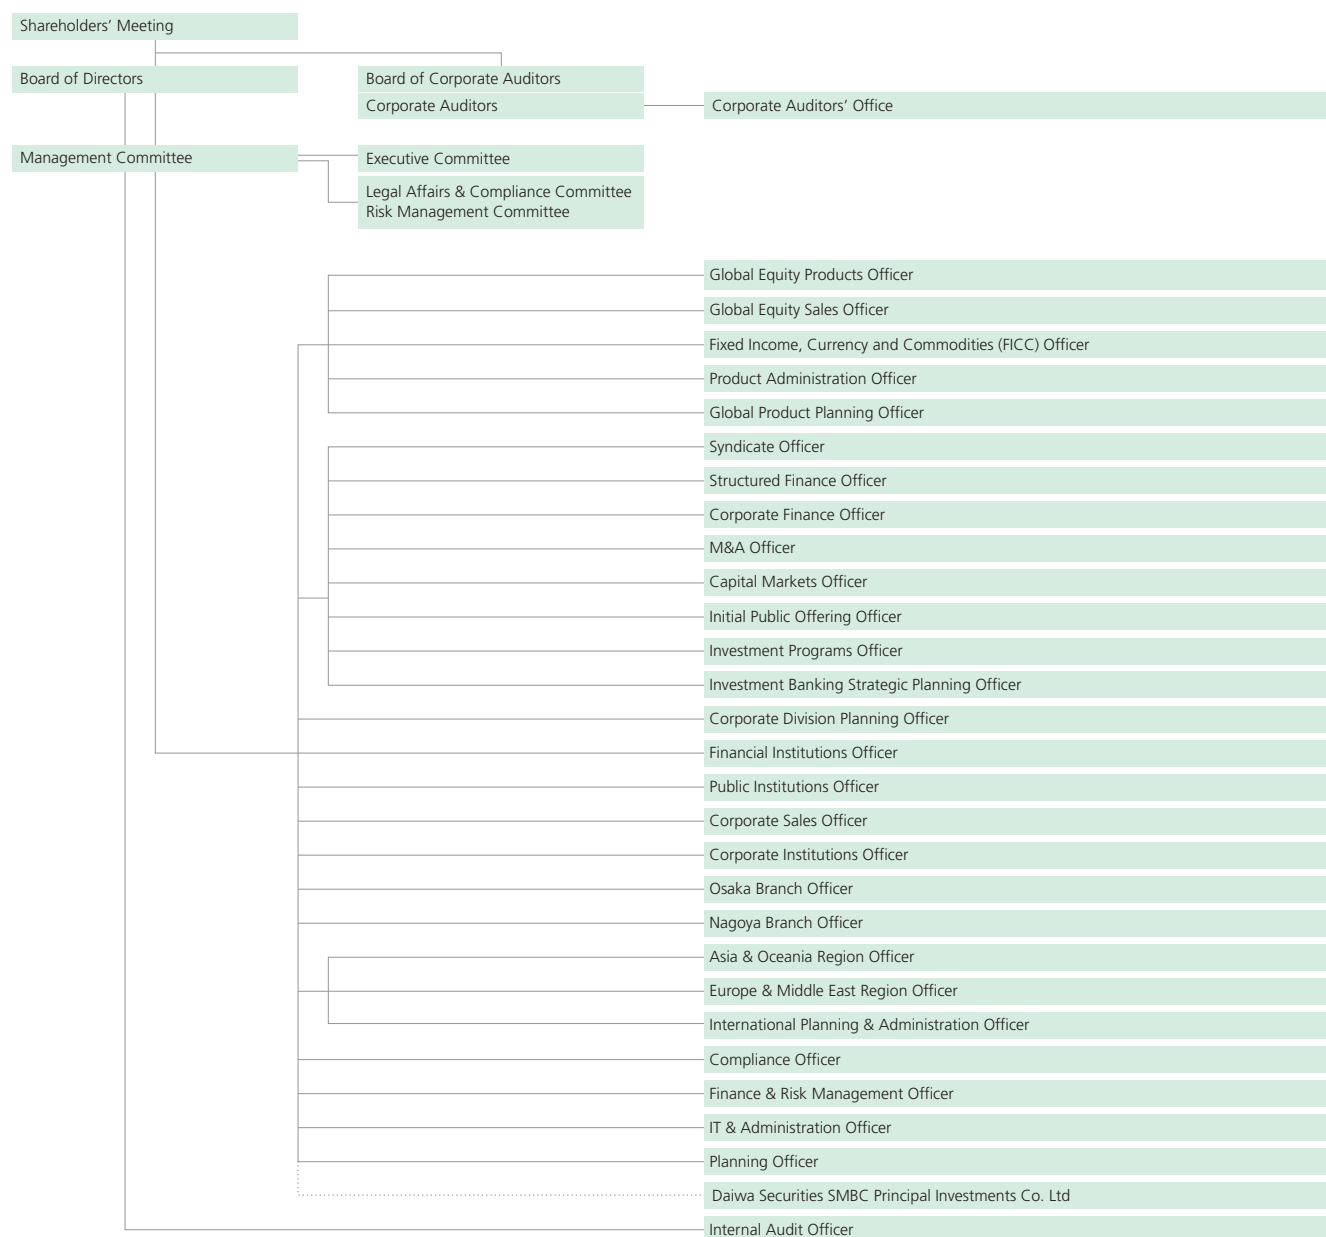 Shareholders’ Meeting
Board of Directors
Board of Corporate Auditors
Corporate Auditors
Corporate Auditors’ Office
Management Committee
Executive Committee
Legal Affairs & Compliance Committee
Risk Management Committee
Global Equity Products Officer
Global Equity Sales Officer
Fixed Income, Currency and Commodities (FICC) Officer
Product Administration Officer
Global Product Planning Officer
Syndicate Officer
Structured Finance Officer
Corporate Finance Officer
M&A Officer
Capital Markets Officer
Initial Public Offering Officer
Investment Programs Officer
Investment Banking Strategic Planning Officer
Corporate Division Planning Officer
Financial Institutions Officer
Public Institutions Officer
Corporate Sales Officer
Corporate Institutions Officer
Osaka Branch Officer
Nagoya Branch Officer
Asia & Oceania Region Officer
Europe & Middle East Region Officer
International Planning & Administration Officer
Compliance Officer
Finance & Risk Management Officer
IT & Administration Officer
Planning Officer
Daiwa Securities SMBC Principal Investments Co. Ltd
Internal Audit Officer